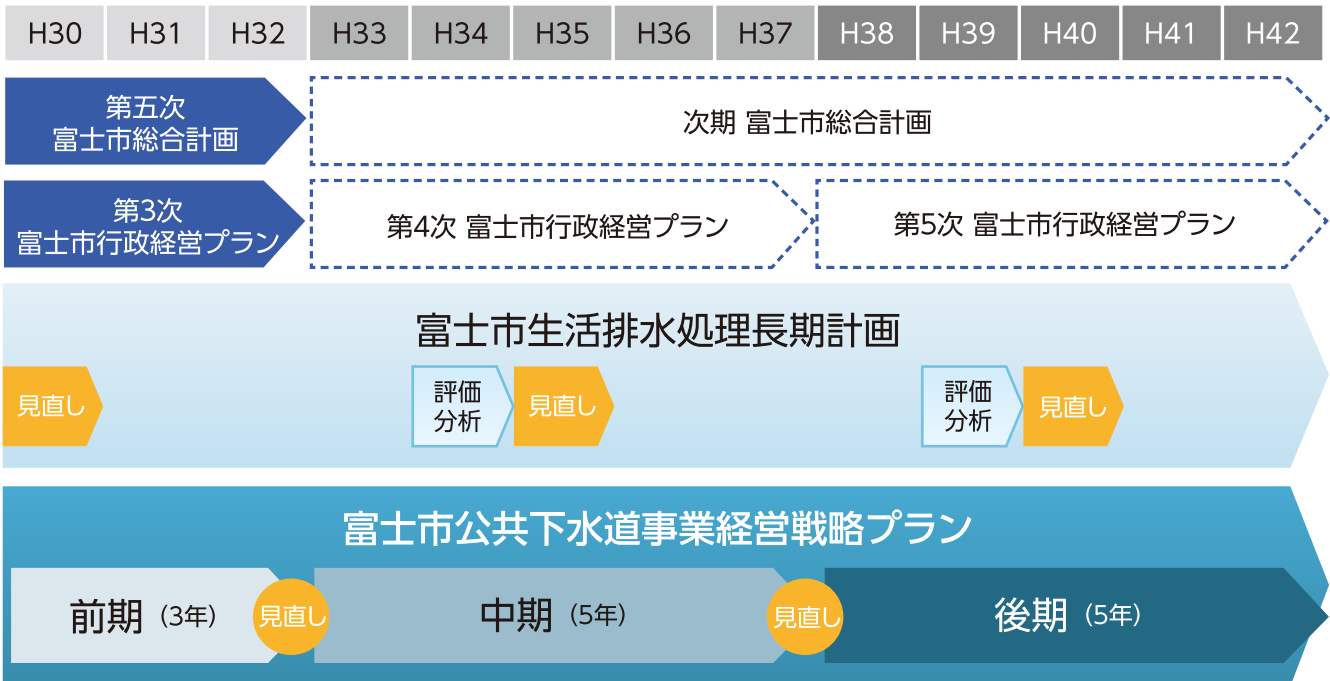 H30 H31 H32 H33 H34 H35 H36 H37 H38 H39 H40 H41 H42
第五次
富士市総合計画
次期 富士市総合計画
第3次
富士市行政経営プラン
第4次 富士市行政経営プラン
第5次 富士市行政経営プラン
富士市生活排水処理長期計画
見直し
評価
分析
見直し
評価
分析
見直し
富士市公共下水道事業経営戦略プラン
前期（3年）
見直し
中期（5年）
見直し
後期（5年）